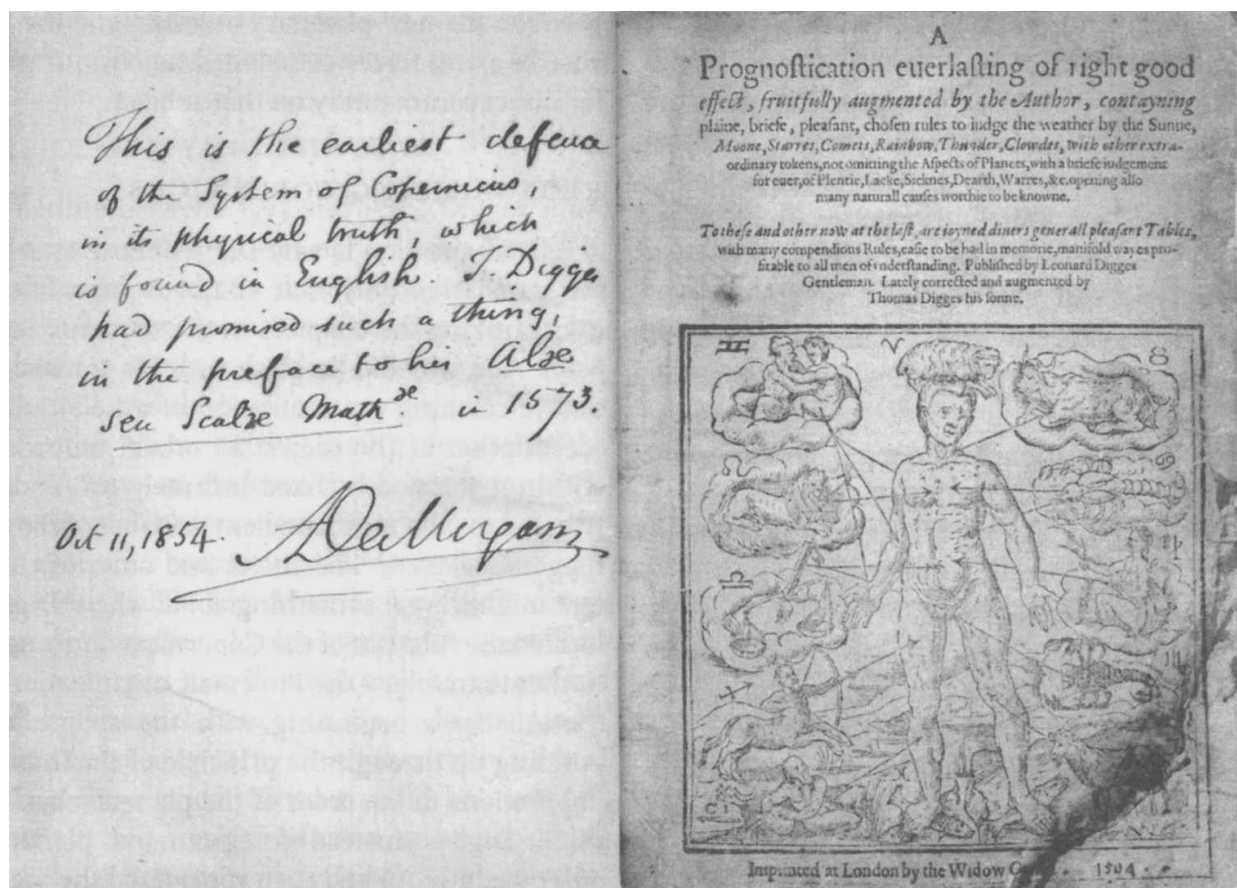 This is the earliest defence
of the System of Copernicus
in its physical truth, which
is found in English. T. Digges
had promised such a thing,
in the preface to his Alæ
seu Scalæ Mathᵃᵉ in 1573.
Oct 11, 1854. A De Morgan
A
Prognoſtication euerlaſting of right good
effect, fruitfully augmented by the Author, contayning
plaine, briefe, pleaſant, choſen rules to iudge the weather by the Sunne,
Moone, Starres, Comets, Rainbow, Thunder, Clowdes, with other extra-
ordinary tokens, not omitting the Aſpects of Planets, with a briefe iudgement
for euer, of Plentie, Lacke, Sicknes, Dearth, Warres, &c. opening alſo
many naturall cauſes worthie to be knowne.
To theſe and other now at the laſt, are ioyned diuers generall pleaſant Tables,
with many compendious Rules, eaſie to be had in memorie, manifold wayes pro-
fitable to all men of vnderſtanding. Publiſhed by Leonard Digges
Gentleman. Lately corrected and augmented by
Thomas Digges his ſonne.
♊ ♈ ♉
♌
♎
♐ ♏
Imprinted at London by the Widow